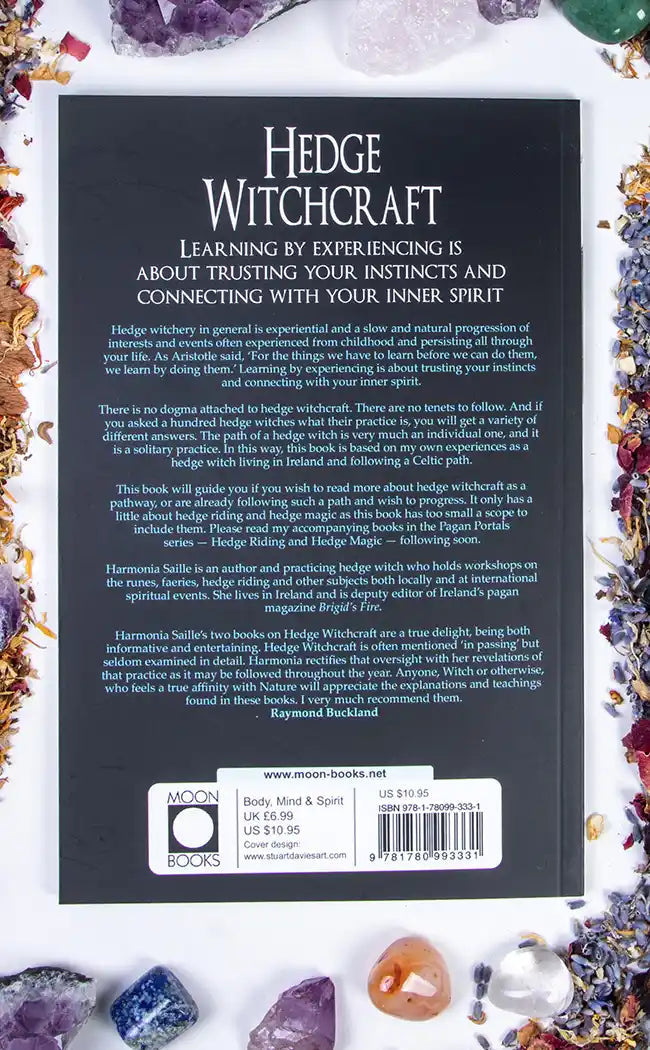 HEDGE
WITCHCRAFT
LEARNING BY EXPERIENCING IS
ABOUT TRUSTING YOUR INSTINCTS AND
CONNECTING WITH YOUR INNER SPIRIT
Hedge witchery in general is experiential and a slow and natural progression of
interests and events often experienced from childhood and persisting all through
your life. As Aristotle said, ‘For the things we have to learn before we can do them,
we learn by doing them.’ Learning by experiencing is about trusting your instincts
and connecting with your inner spirit.
There is no dogma attached to hedge witchcraft. There are no tenets to follow. And if
you asked a hundred hedge witches what their practice is, you will get a variety of
different answers. The path of a hedge witch is very much an individual one, and it
is a solitary practice. In this way, this book is based on my own experiences as a
hedge witch living in Ireland and following a Celtic path.
This book will guide you if you wish to read more about hedge witchcraft as a
pathway, or are already following such a path and wish to progress. It only has a
little about hedge riding and hedge magic as this book has too small a scope to
include them. Please read my accompanying books in the Pagan Portals
series — Hedge Riding and Hedge Magic — following soon.
Harmonia Saille is an author and practicing hedge witch who holds workshops on
the runes, faeries, hedge riding and other subjects both locally and at international
spiritual events. She lives in Ireland and is deputy editor of Ireland's pagan
magazine Brigid's Fire.
Harmonia Saille's two books on Hedge Witchcraft are a true delight, being both
informative and entertaining. Hedge Witchcraft is often mentioned ‘in passing’ but
seldom examined in detail. Harmonia rectifies that oversight with her revelations of
that practice as it may be followed throughout the year. Anyone, Witch or otherwise,
who feels a true affinity with Nature will appreciate the explanations and teachings
found in these books. I very much recommend them.
Raymond Buckland
www.moon-books.net
MOON
BOOKS
Body, Mind & Spirit
UK £6.99
US $10.95
Cover design:
www.stuartdaviesart.com
US $10.95
ISBN 978-1-78099-333-1
9 781780 993331